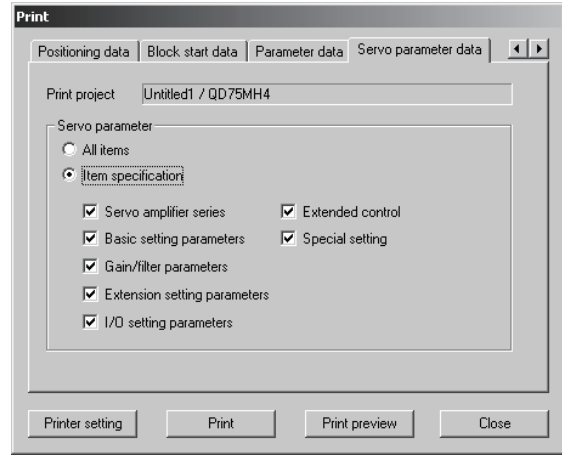 Print
Positioning data Block start data Parameter data Servo parameter data
Print project Untitled1 / QD75MH4
Servo parameter
All items
Item specification
Servo amplifier series Extended control
Basic setting parameters Special setting
Gain/filter parameters
Extension setting parameters
I/O setting parameters
Printer setting Print Print preview Close